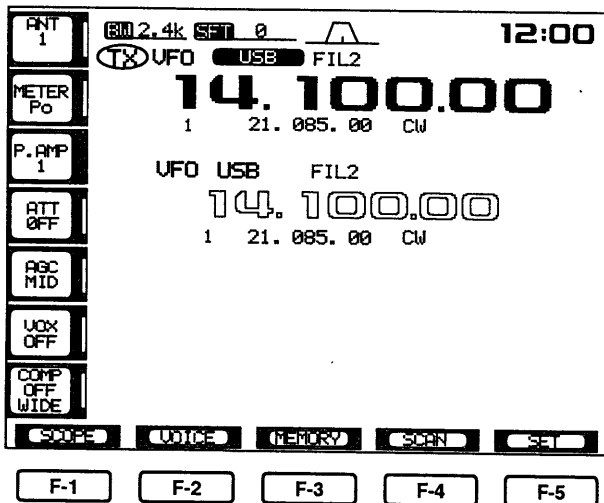 ANT
1
BW 2.4k SFT 0
12:00
TX VFO USB FIL2
14.100.00
1 21.085.00 CW
METER
Po
P.AMP
1
VFO USB FIL2
14.100.00
1 21.085.00 CW
ATT
OFF
AGC
MID
VOX
OFF
COMP
OFF
WIDE
SCOPE VOICE MEMORY SCAN SET
F-1 F-2 F-3 F-4 F-5